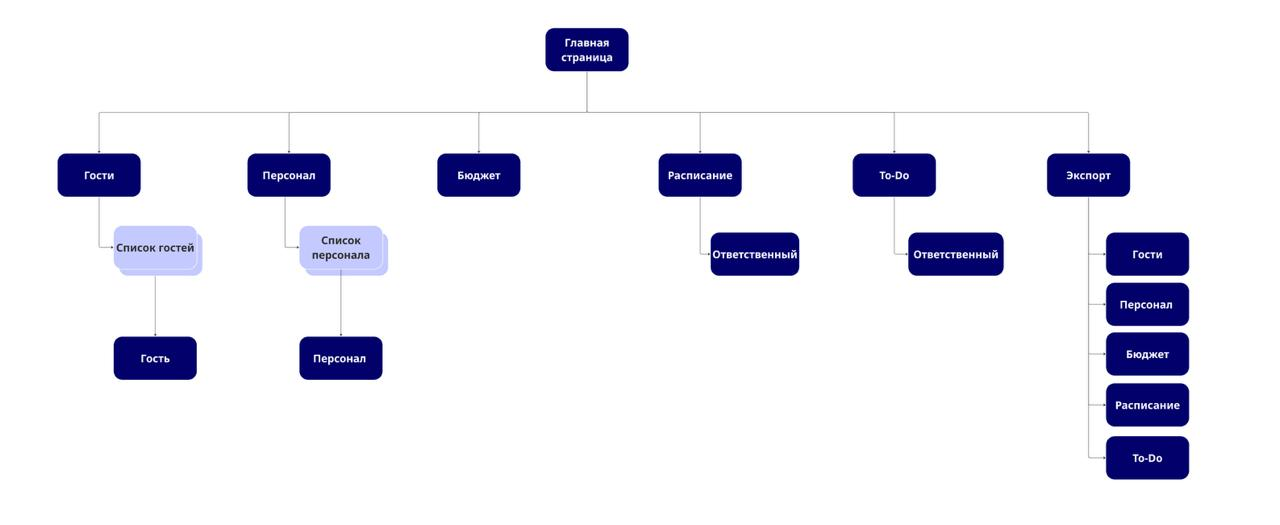 Главная
страница
Гости
Персонал
Бюджет
Расписание
To-Do
Экспорт
Список гостей
Список
персонала
Ответственный
Ответственный
Гости
Персонал
Бюджет
Гость
Персонал
Расписание
To-Do